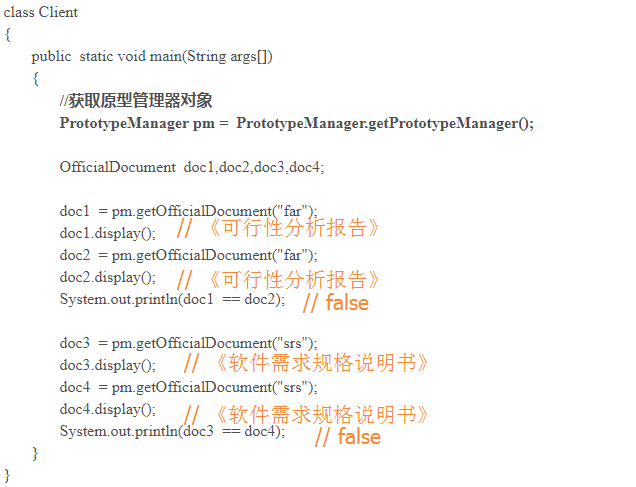 class Client
{
public  static void main(String args[])
{
//获取原型管理器对象
PrototypeManager pm =  PrototypeManager.getPrototypeManager();
OfficialDocument  doc1,doc2,doc3,doc4;
doc1  = pm.getOfficialDocument("far");
doc1.display(); // 《可行性分析报告》
doc2  = pm.getOfficialDocument("far");
doc2.display(); // 《可行性分析报告》
System.out.println(doc1  == doc2); // false
doc3  = pm.getOfficialDocument("srs");
doc3.display(); // 《软件需求规格说明书》
doc4  = pm.getOfficialDocument("srs");
doc4.display(); // 《软件需求规格说明书》
System.out.println(doc3  == doc4); // false
}
}